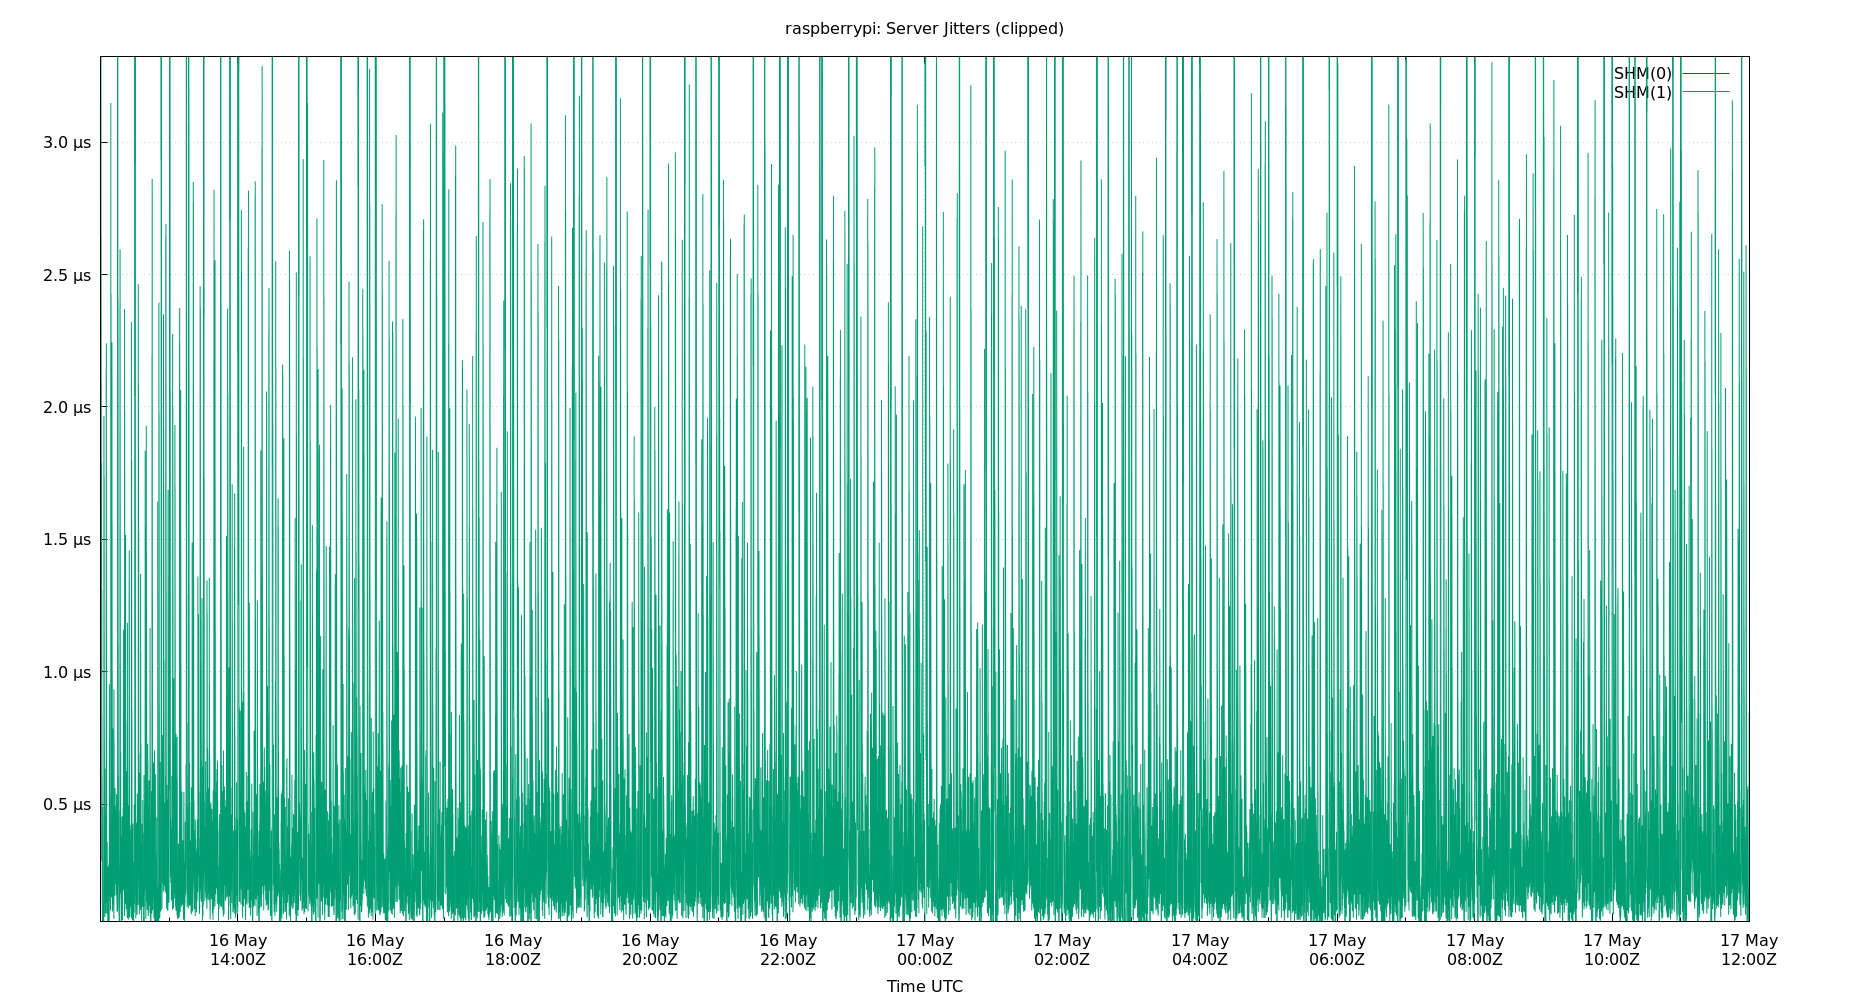 raspberrypi: Server Jitters (clipped)
SHM(0)
SHM(1)
3.0 µs
2.5 µs
2.0 µs
1.5 µs
1.0 µs
0.5 µs
16 May 16 May 16 May 16 May 16 May 17 May 17 May 17 May 17 May 17 May 17 May 17 May
14:00Z 16:00Z 18:00Z 20:00Z 22:00Z 00:00Z 02:00Z 04:00Z 06:00Z 08:00Z 10:00Z 12:00Z
Time UTC